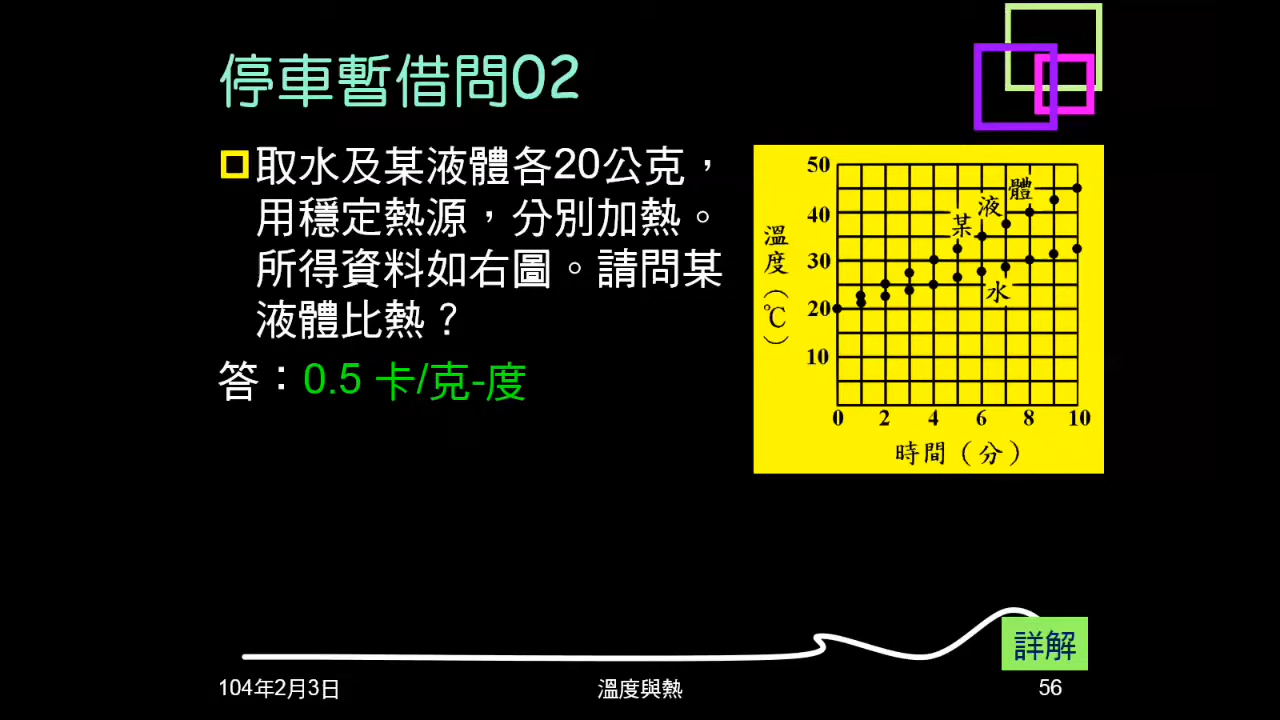 停車暫借問02
取水及某液體各20公克，
用穩定熱源，分別加熱。
所得資料如右圖。請問某
液體比熱？
答：0.5 卡/克-度
50
40
30
20
10
溫度(℃)
某液體
水
0 2 4 6 8 10
時間(分)
詳解
104年2月3日
溫度與熱
56